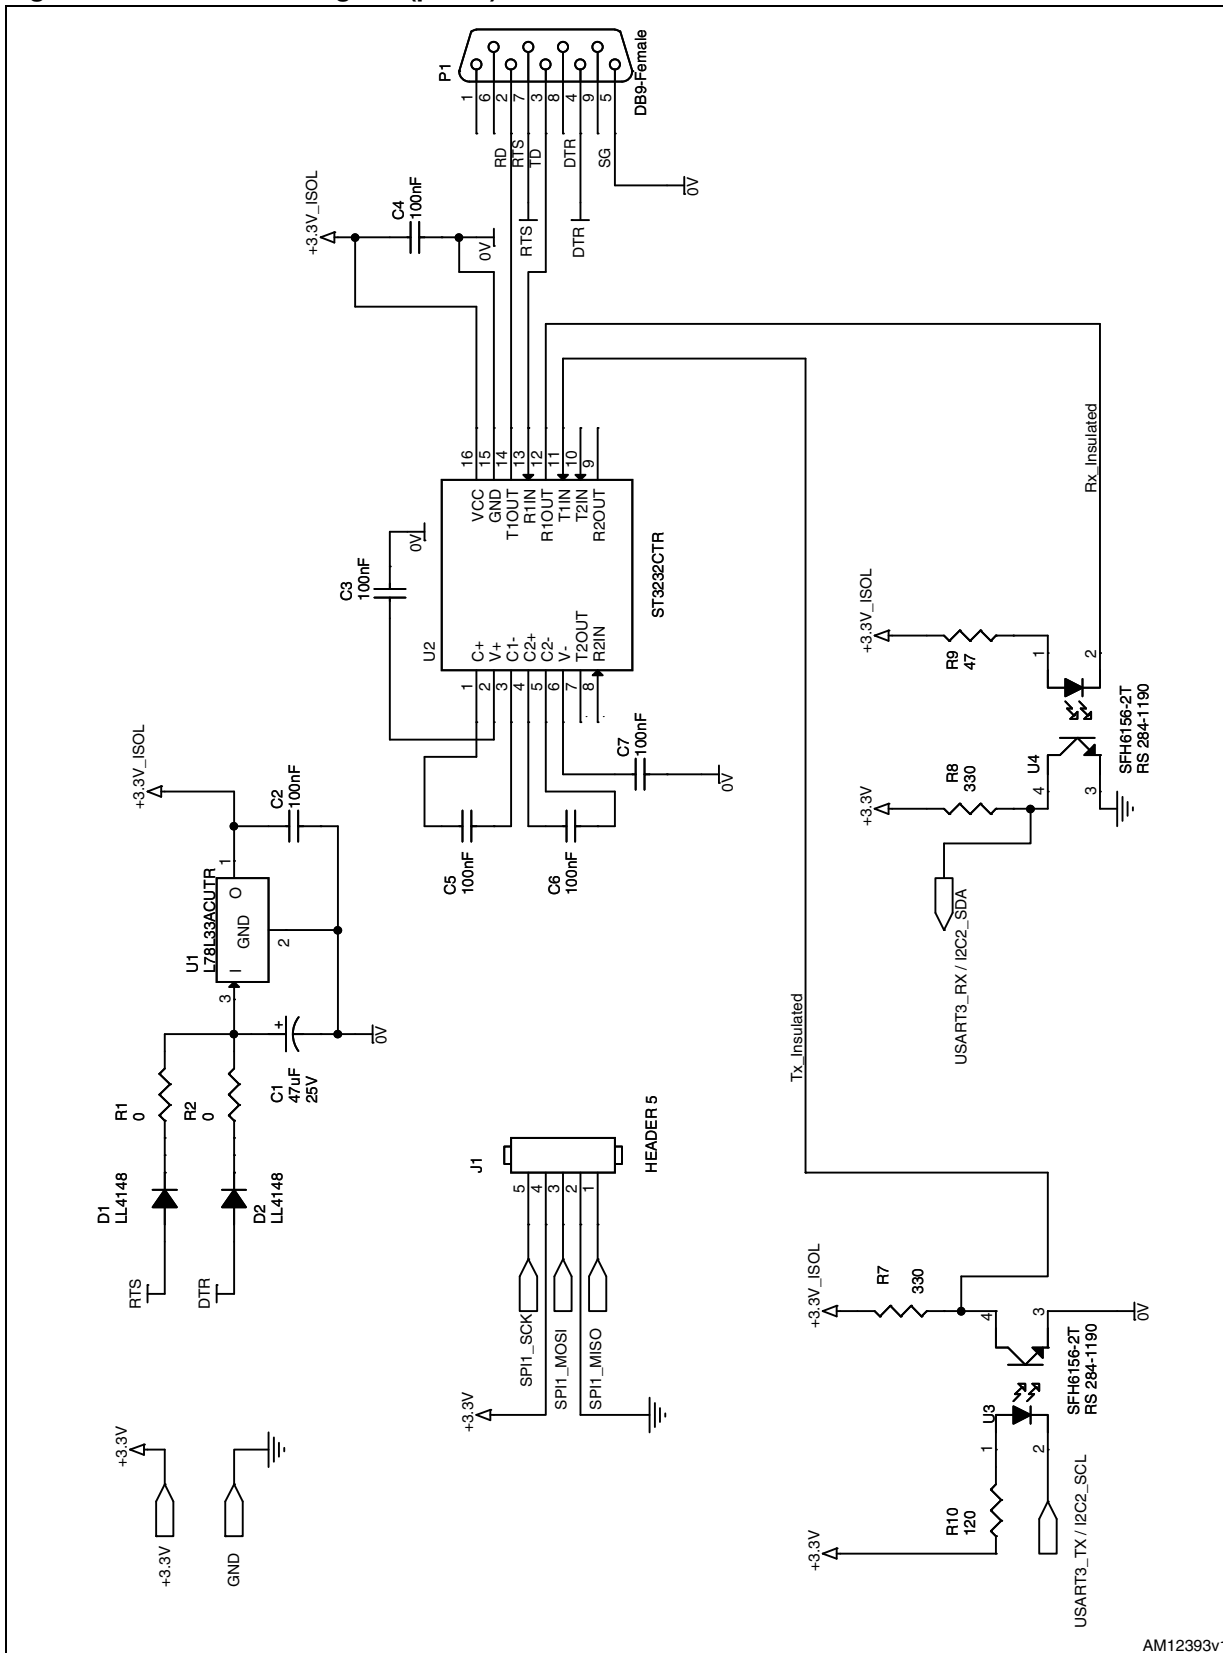 P1
DB9-Female
1
6
2
7
3
8
4
9
5
RD
RTS
TD
DTR
SG
0V
RTS
DTR
+3.3V_ISOL
C4
100nF
0V
16
15
14
13
12
11
10
9
VCC
GND
T1OUT
R1IN
R1OUT
T1IN
T2IN
R2OUT
ST3232CTR
U2
C+
V+
C1-
C2+
C2-
V-
T2OUT
R2IN
1
2
3
4
5
6
7
8
C3
100nF
0V
C5
100nF
C6
100nF
C7
100nF
0V
+3.3V_ISOL
C2
100nF
1
O
GND
I
2
3
U1
L78L33ACUTR
0V
C1
47uF
25V
+
R1
0
R2
0
D1
LL4148
D2
LL4148
RTS
DTR
Rx_Insulated
+3.3V_ISOL
R9
47
1
2
SFH6156-2T
RS 284-1190
U4
4
3
R8
330
+3.3V
USART3_RX / I2C2_SDA
Tx_Insulated
J1
HEADER 5
5
4
3
2
1
SPI1_SCK
SPI1_MOSI
SPI1_MISO
+3.3V
+3.3V_ISOL
R7
330
4
3
0V
SFH6156-2T
RS 284-1190
U3
1
2
R10
120
+3.3V
USART3_TX / I2C2_SCL
+3.3V
+3.3V
GND
AM12393v1